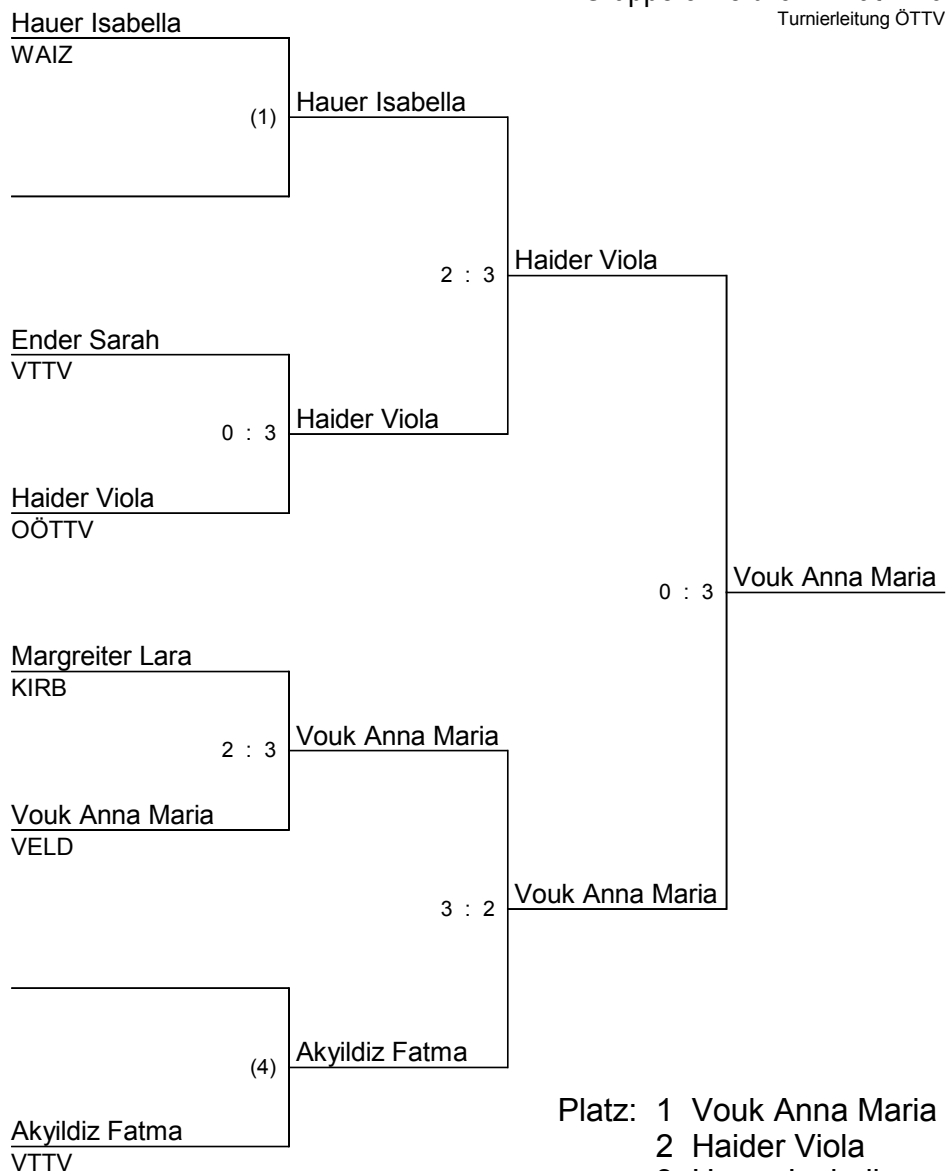 Turnierleitung ÖTTV
Hauer Isabella
WAIZ
(1)
Hauer Isabella
2 : 3
Haider Viola
Ender Sarah
VTTV
0 : 3
Haider Viola
Haider Viola
OÖTTV
0 : 3
Vouk Anna Maria
Margreiter Lara
KIRB
2 : 3
Vouk Anna Maria
Vouk Anna Maria
VELD
3 : 2
Vouk Anna Maria
(4)
Akyildiz Fatma
Akyildiz Fatma
VTTV
Platz: 1 Vouk Anna Maria
2 Haider Viola